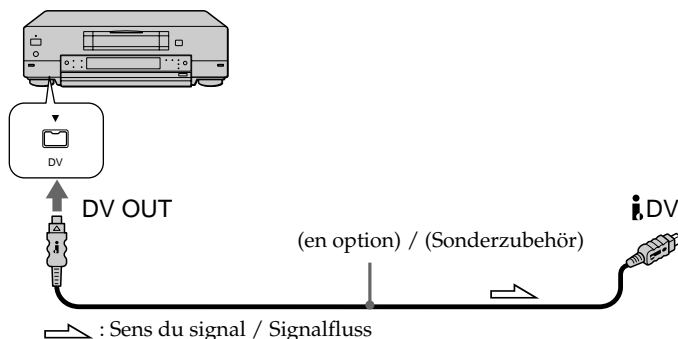 DV
DV OUT
i.DV
(en option) / (Sonderzubehör)
: Sens du signal / Signalfluss